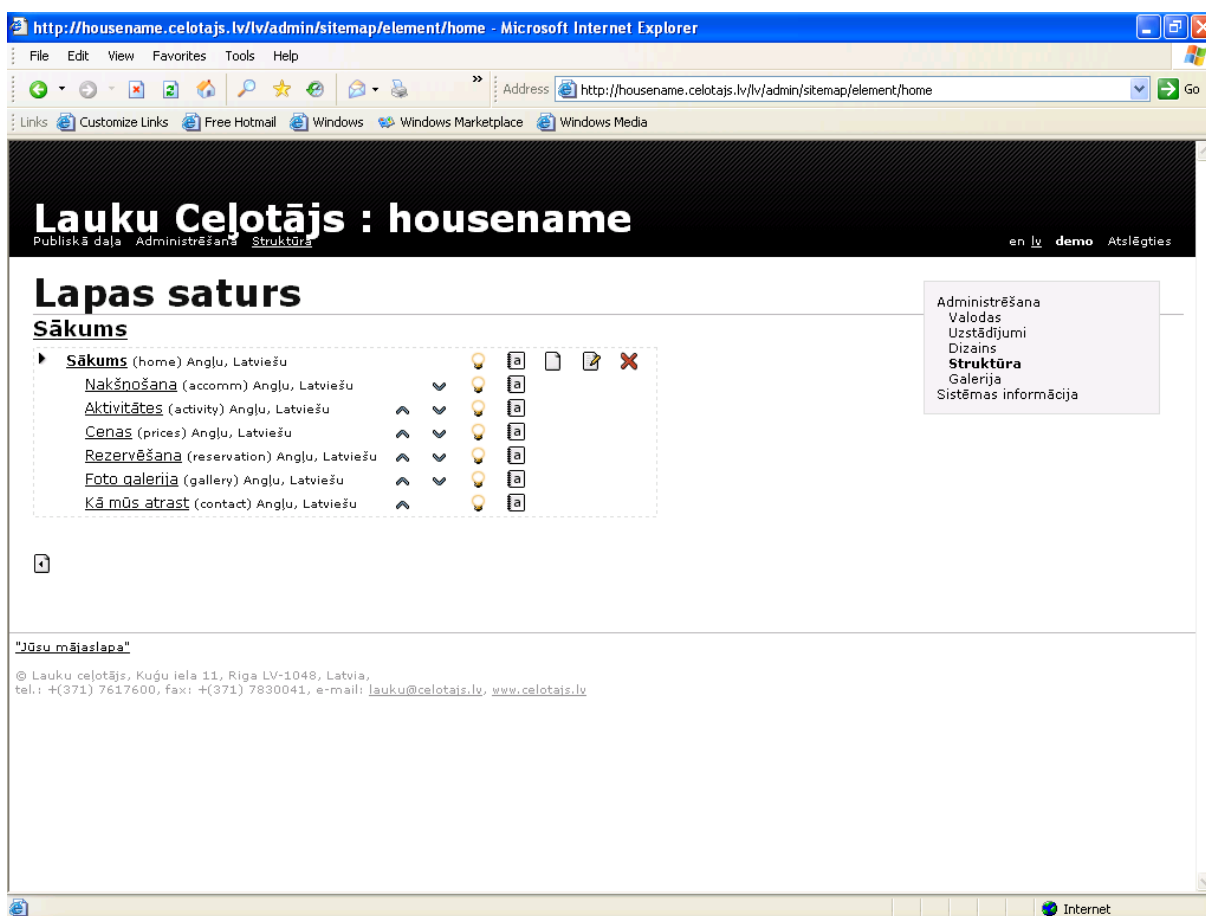 http://housename.celotajs.lv/lv/admin/sitemap/element/home - Microsoft Internet Explorer
File Edit View Favorites Tools Help
» Address http://housename.celotajs.lv/lv/admin/sitemap/element/home Go
Links Customize Links Free Hotmail Windows Windows Marketplace Windows Media
Lauku Ceļotājs : housename
Publiskā daļa Administrēšana Struktūra en lv demo Atslēgties
Lapas saturs
Sākums
Sākums (home) Angļu, Latviešu
Nakšņošana (accomm) Angļu, Latviešu
Aktivitātes (activity) Angļu, Latviešu
Cenas (prices) Angļu, Latviešu
Rezervēšana (reservation) Angļu, Latviešu
Foto galerija (gallery) Angļu, Latviešu
Kā mūs atrast (contact) Angļu, Latviešu
Administrēšana
Valodas
Uzstādījumi
Dizains
Struktūra
Galerija
Sistēmas informācija
"Jūsu mājaslapa"
© Lauku ceļotājs, Kuģu iela 11, Riga LV-1048, Latvia,
tel.: +(371) 7617600, fax: +(371) 7830041, e-mail: lauku@celotajs.lv, www.celotajs.lv
Internet